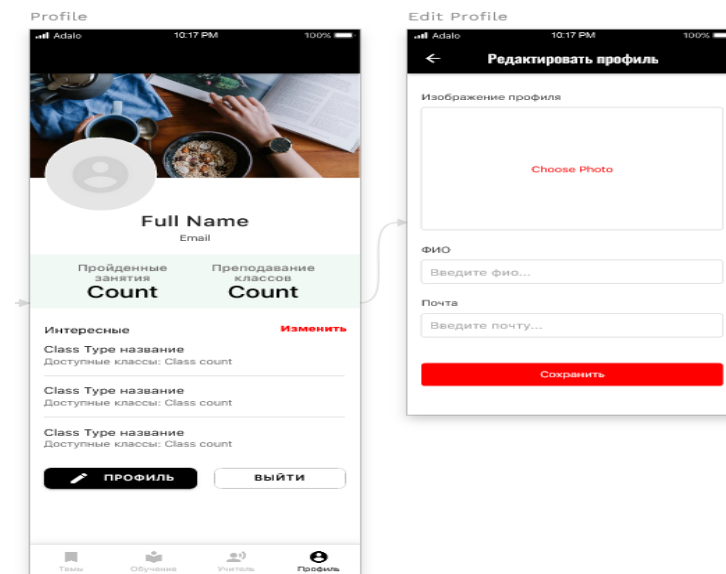 Profile
Adalo 10:17 PM 100%
Full Name
Email
Пройденные
занятия
Count
Преподавание
классов
Count
Интересные Изменить
Class Type название
Доступные классы: Class count
Class Type название
Доступные классы: Class count
Class Type название
Доступные классы: Class count
ПРОФИЛЬ ВЫЙТИ
Темы Обучение Учитель Профиль
Edit Profile
Adalo 10:17 PM 100%
Редактировать профиль
Изображение профиля
Choose Photo
ФИО
Введите фио...
Почта
Введите почту...
Сохранить